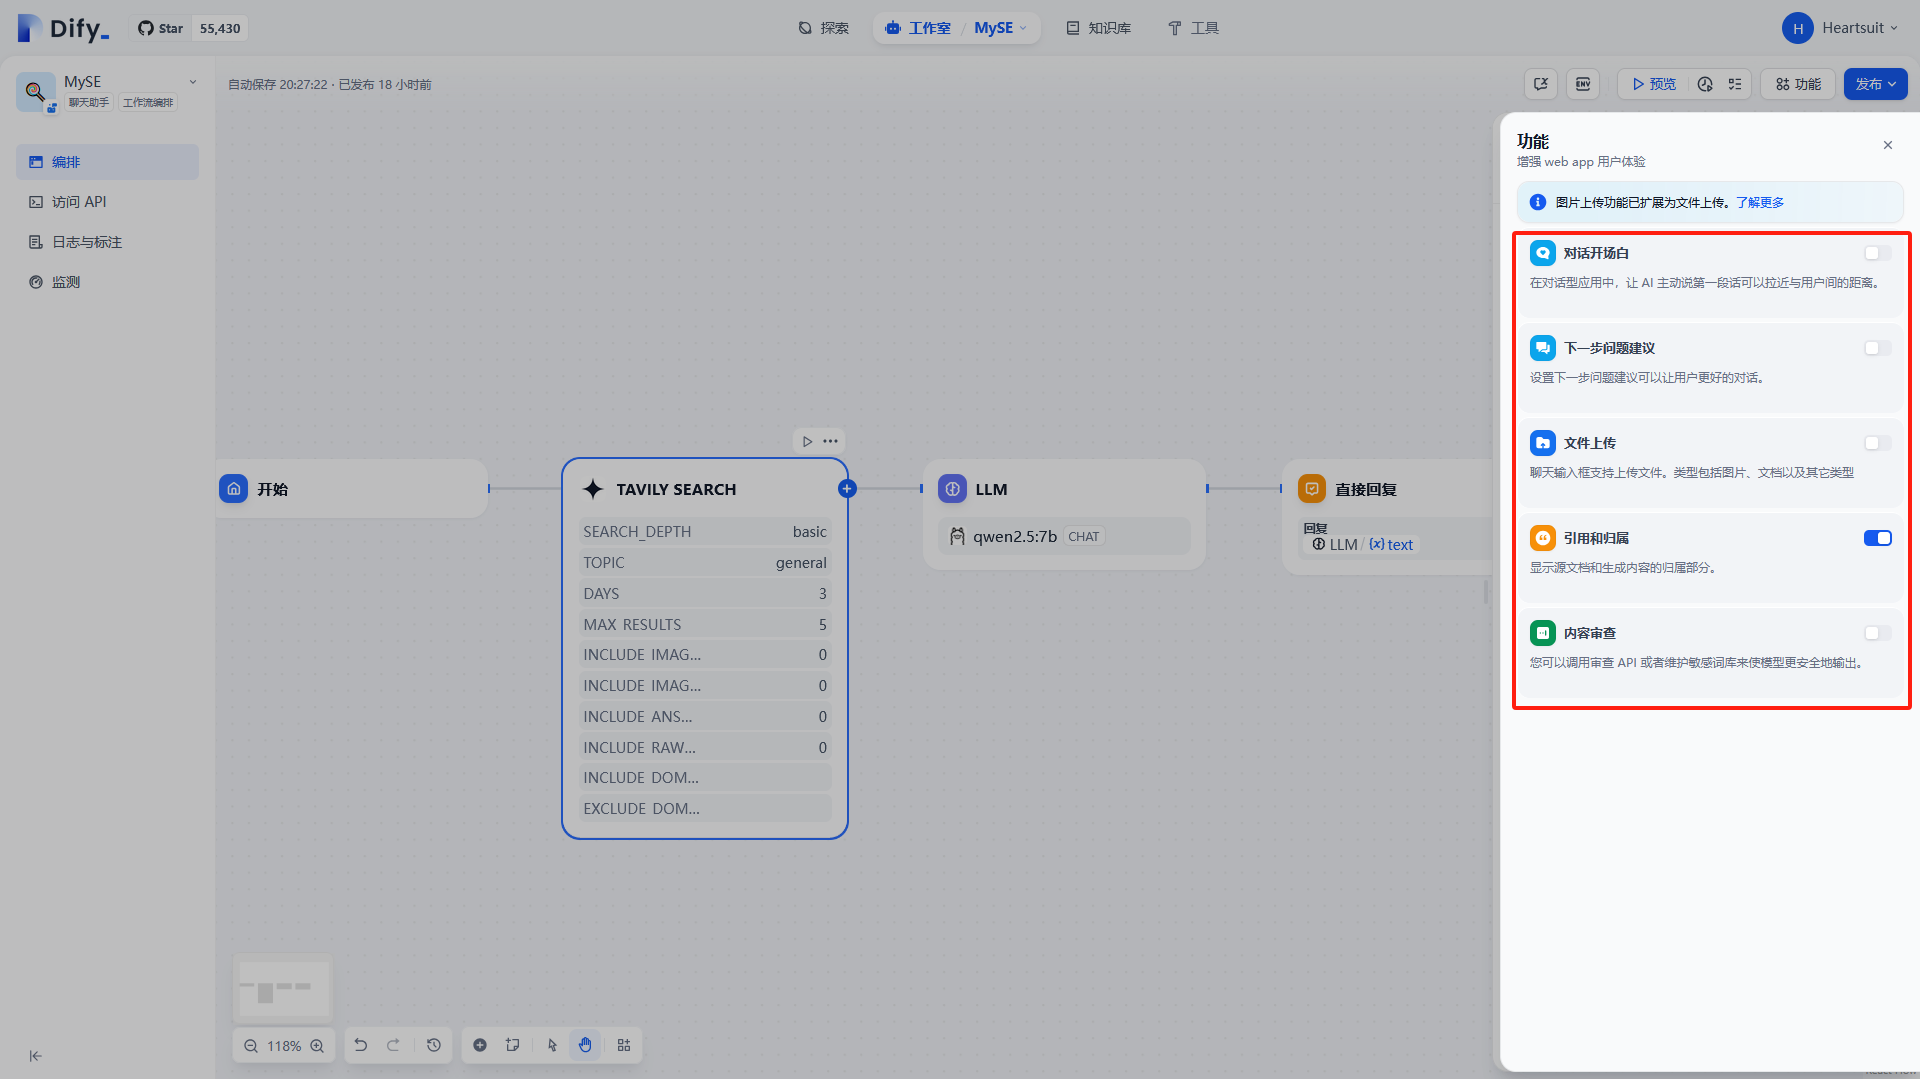 Dify_
Star 55,430
探索
工作室 / MySE
知识库
工具
H Heartsuit
MySE
聊天助手 工作流编排
自动保存 20:27:22 · 已发布 18 小时前
ENV
预览
功能
发布
编排
访问 API
日志与标注
监测
开始
TAVILY SEARCH
SEARCH_DEPTH basic
TOPIC general
DAYS 3
MAX RESULTS 5
INCLUDE IMAG... 0
INCLUDE IMAG... 0
INCLUDE ANS... 0
INCLUDE RAW... 0
INCLUDE DOM...
EXCLUDE DOM...
LLM
qwen2.5:7b CHAT
直接回复
回复
LLM / {x} text
功能
增强 web app 用户体验
图片上传功能已扩展为文件上传。了解更多
对话开场白
在对话型应用中，让 AI 主动说第一段话可以拉近与用户间的距离。
下一步问题建议
设置下一步问题建议可以让用户更好的对话。
文件上传
聊天输入框支持上传文件。类型包括图片、文档以及其它类型
引用和归属
显示源文档和生成内容的归属部分。
内容审查
您可以调用审查 API 或者维护敏感词库来使模型更安全地输出。
118%